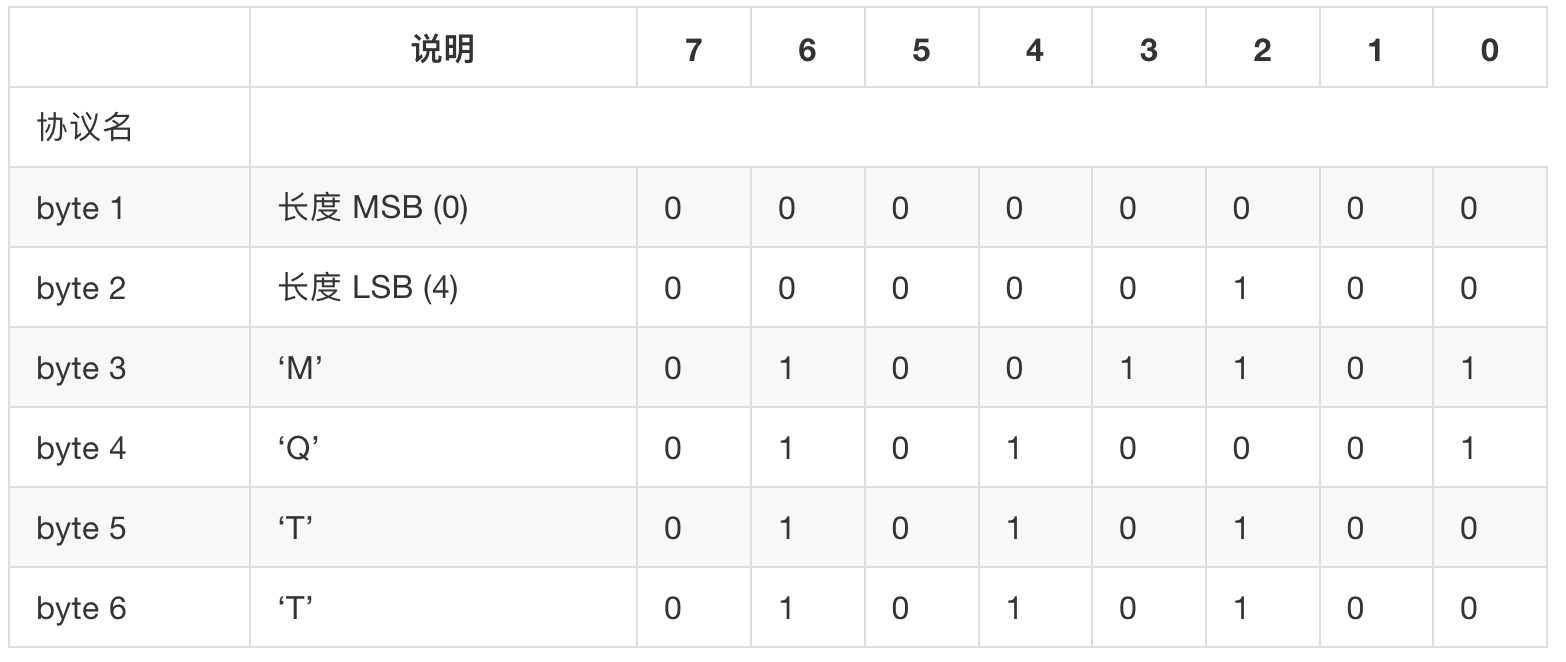 说明 7 6 5 4 3 2 1 0
协议名
byte 1 长度 MSB (0) 0 0 0 0 0 0 0 0
byte 2 长度 LSB (4) 0 0 0 0 0 1 0 0
byte 3 ‘M’ 0 1 0 0 1 1 0 1
byte 4 ‘Q’ 0 1 0 1 0 0 0 1
byte 5 ‘T’ 0 1 0 1 0 1 0 0
byte 6 ‘T’ 0 1 0 1 0 1 0 0